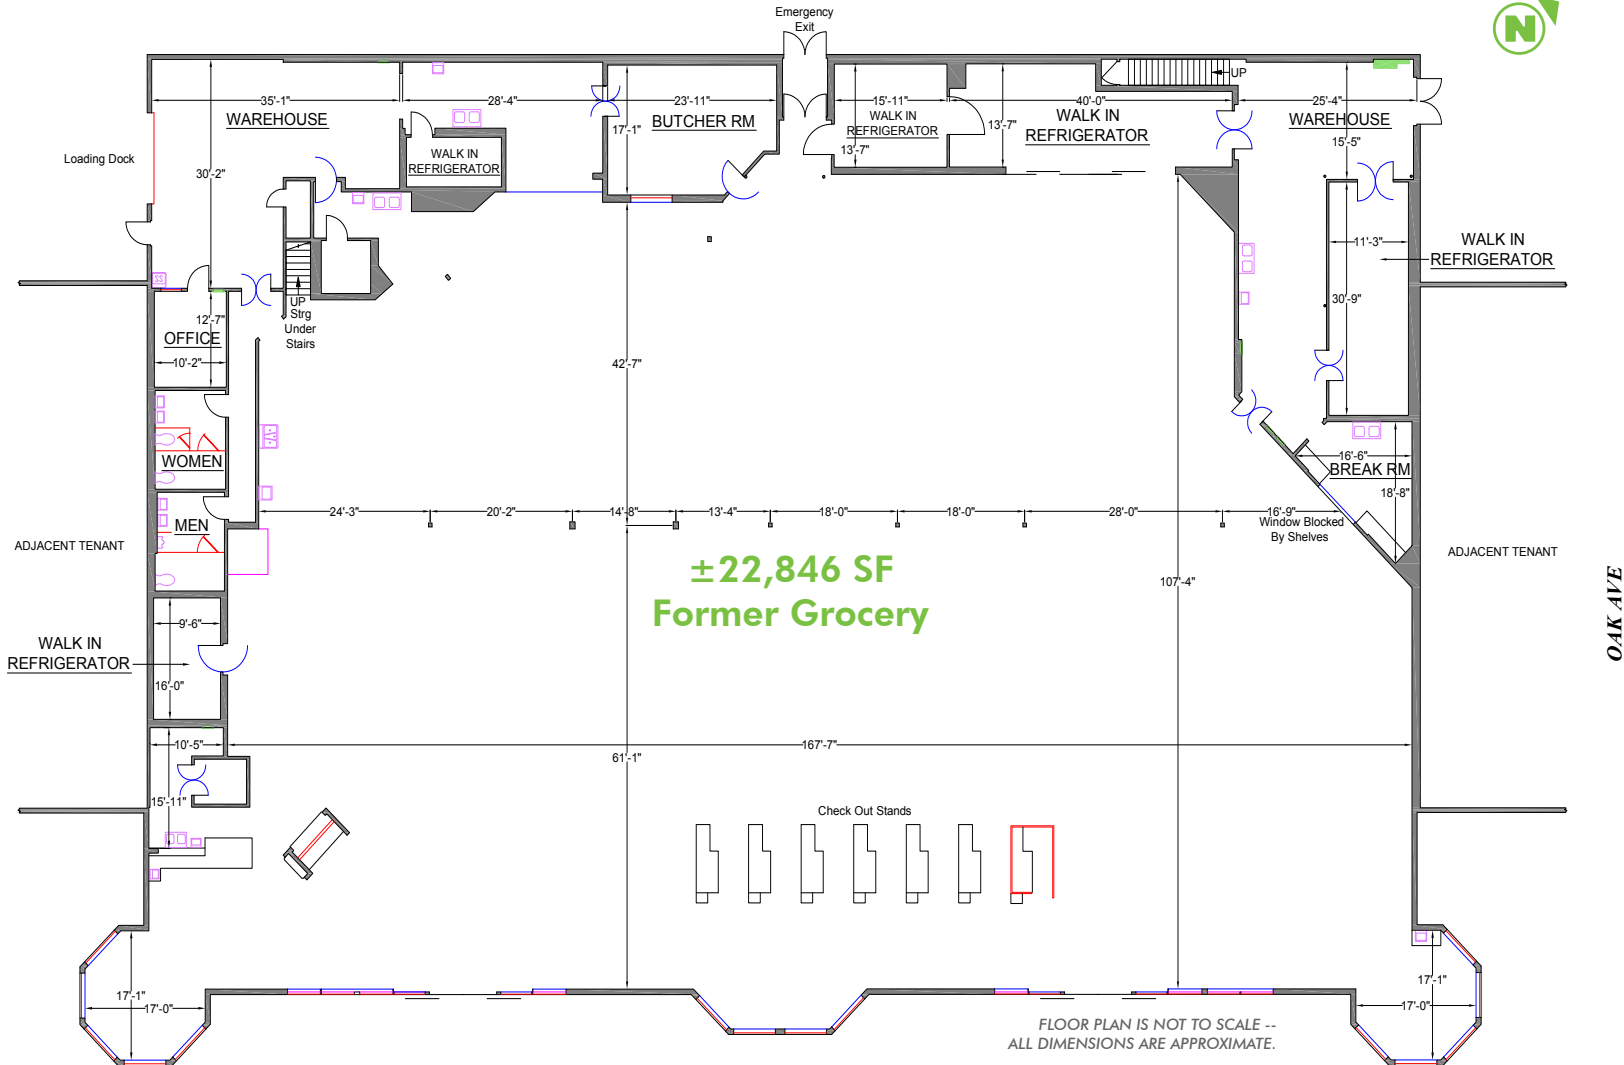 Emergency
Exit
N
UP
35'-1"
28'-4"
23'-11"
15'-11"
40'-0"
25'-4"
WAREHOUSE
BUTCHER RM
WALK IN
REFRIGERATOR
WALK IN
REFRIGERATOR
WAREHOUSE
17'-1"
13'-7"
13'-7"
15'-5"
Loading Dock
WALK IN
REFRIGERATOR
30'-2"
11'-3"
WALK IN
REFRIGERATOR
30'-9"
UP
Strg
Under
Stairs
12'-7"
OFFICE
10'-2"
42'-7"
WOMEN
16'-6"
BREAK RM
18'-8"
24'-3"
20'-2"
14'-8"
13'-4"
18'-0"
18'-0"
28'-0"
16'-9"
Window Blocked
By Shelves
MEN
ADJACENT TENANT
ADJACENT TENANT
±22,846 SF
Former Grocery
107'-4"
OAK AVE
9'-6"
WALK IN
REFRIGERATOR
16'-0"
10'-5"
167'-7"
61'-1"
15'-11"
Check Out Stands
17'-1"
17'-0"
17'-1"
17'-0"
FLOOR PLAN IS NOT TO SCALE --
ALL DIMENSIONS ARE APPROXIMATE.